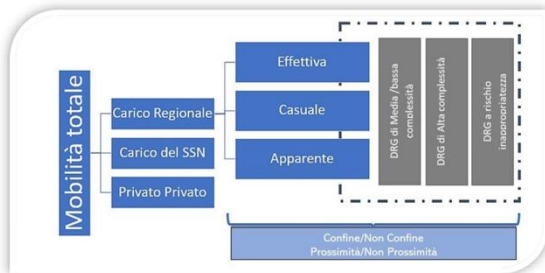 Mobilità totale
Carico Regionale
Carico del SSN
Privato Privato
Effettiva
Casuale
Apparente
DRG di Media /bassa
complessità
DRG di Alta complessità
DRG a rischio
inaporopriatezza
Confine/Non Confine
Prossimità/Non Prossimità